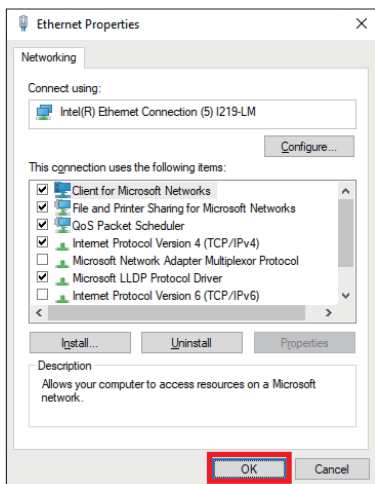 Ethernet Properties
Networking
Connect using:
Intel(R) Ethernet Connection (5) I219-LM
Configure...
This connection uses the following items:
Client for Microsoft Networks
File and Printer Sharing for Microsoft Networks
QoS Packet Scheduler
Internet Protocol Version 4 (TCP/IPv4)
Microsoft Network Adapter Multiplexor Protocol
Microsoft LLDP Protocol Driver
Internet Protocol Version 6 (TCP/IPv6)
Install... Uninstall Properties
Description
Allows your computer to access resources on a Microsoft
network.
OK Cancel